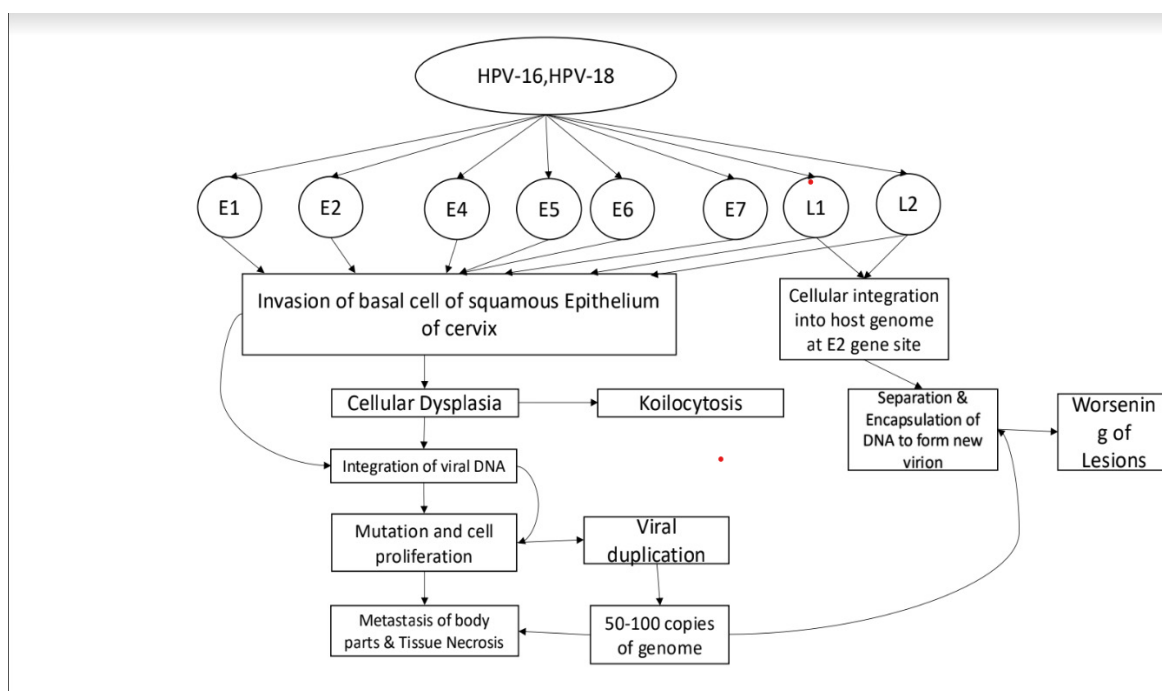 HPV-16,HPV-18
E1
E2
E4
E5
E6
E7
L1
L2
Invasion of basal cell of squamous Epithelium
of cervix
Cellular integration
into host genome
at E2 gene site
Cellular Dysplasia
Koilocytosis
Separation &
Encapsulation of
DNA to form new
virion
Worsenin
g of
Lesions
Integration of viral DNA
Mutation and cell
proliferation
Viral
duplication
Metastasis of body
parts & Tissue Necrosis
50-100 copies
of genome